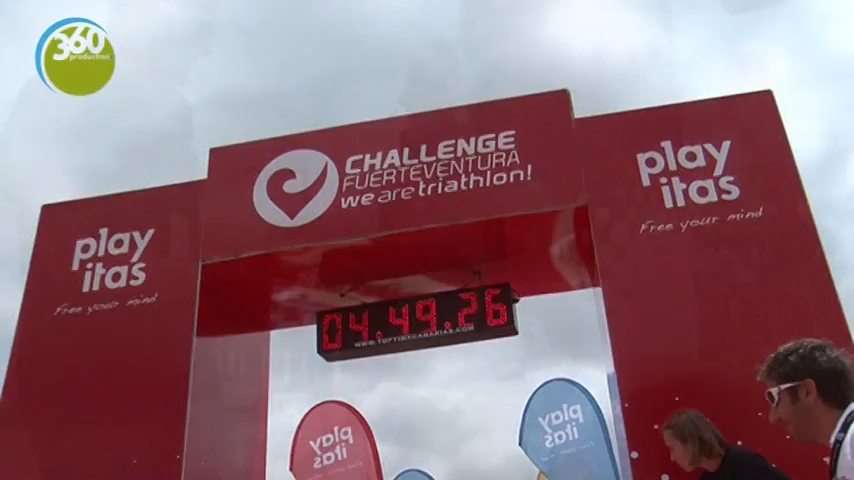 360
production
CHALLENGE
FUERTEVENTURA
we are triathlon!
play
itas
Free your mind
play
itas
Free your mind
04.49.26
play
itas
play
itas